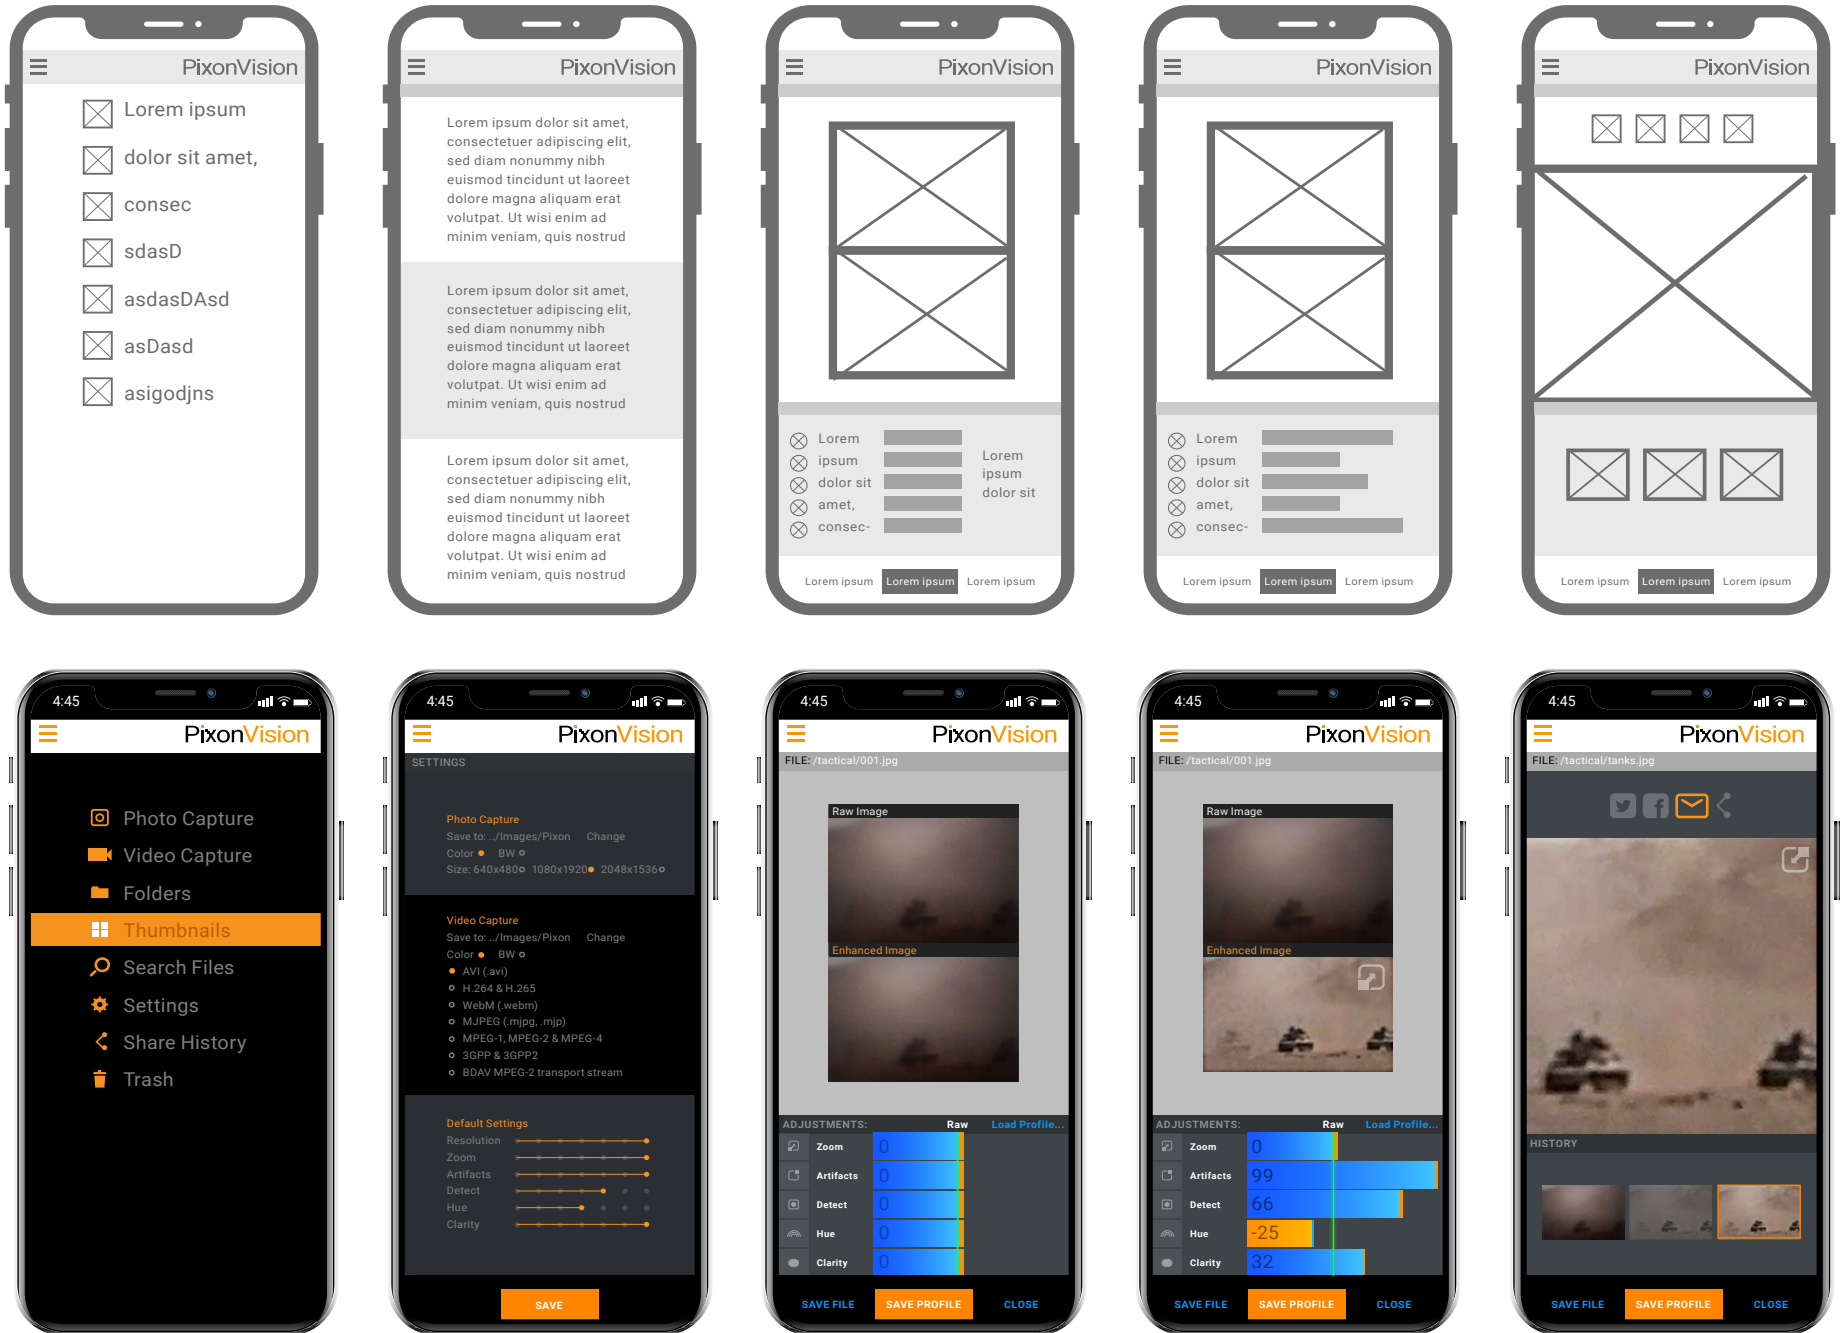 PixonVision
Lorem ipsum
dolor sit amet,
consec
sdasD
asdasDAsd
asDasd
asigodjns
PixonVision
Lorem ipsum dolor sit amet,
consectetuer adipiscing elit,
sed diam nonummy nibh
euismod tincidunt ut laoreet
dolore magna aliquam erat
volutpat. Ut wisi enim ad
minim veniam, quis nostrud
Lorem ipsum dolor sit amet,
consectetuer adipiscing elit,
sed diam nonummy nibh
euismod tincidunt ut laoreet
dolore magna aliquam erat
volutpat. Ut wisi enim ad
minim veniam, quis nostrud
Lorem ipsum dolor sit amet,
consectetuer adipiscing elit,
sed diam nonummy nibh
euismod tincidunt ut laoreet
dolore magna aliquam erat
volutpat. Ut wisi enim ad
minim veniam, quis nostrud
PixonVision
Lorem
ipsum
dolor sit
amet,
consec-
Lorem
ipsum
dolor sit
Lorem ipsum Lorem ipsum Lorem ipsum
PixonVision
Lorem
ipsum
dolor sit
amet,
consec-
Lorem ipsum Lorem ipsum Lorem ipsum
PixonVision
Lorem ipsum Lorem ipsum Lorem ipsum
4:45
PixonVision
Photo Capture
Video Capture
Folders
Thumbnails
Search Files
Settings
Share History
Trash
4:45
PixonVision
SETTINGS
Photo Capture
Save to: ../Images/Pixon Change
Color BW
Size: 640x480 1080x1920 2048x1536
Video Capture
Save to: ../Images/Pixon Change
Color BW
AVI (.avi)
H.264 & H.265
WebM (.webm)
MJPEG (.mjpg, .mjp)
MPEG-1, MPEG-2 & MPEG-4
3GPP & 3GPP2
BDAV MPEG-2 transport stream
Default Settings
Resolution
Zoom
Artifacts
Detect
Hue
Clarity
SAVE
4:45
PixonVision
FILE: /tactical/001.jpg
Raw Image
Enhanced Image
ADJUSTMENTS: Raw Load Profile...
Zoom 0
Artifacts 0
Detect 0
Hue 0
Clarity 0
SAVE FILE SAVE PROFILE CLOSE
4:45
PixonVision
FILE: /tactical/001.jpg
Raw Image
Enhanced Image
ADJUSTMENTS: Raw Load Profile...
Zoom 0
Artifacts 99
Detect 66
Hue -25
Clarity 32
SAVE FILE SAVE PROFILE CLOSE
4:45
PixonVision
FILE: /tactical/tanks.jpg
HISTORY
SAVE FILE SAVE PROFILE CLOSE